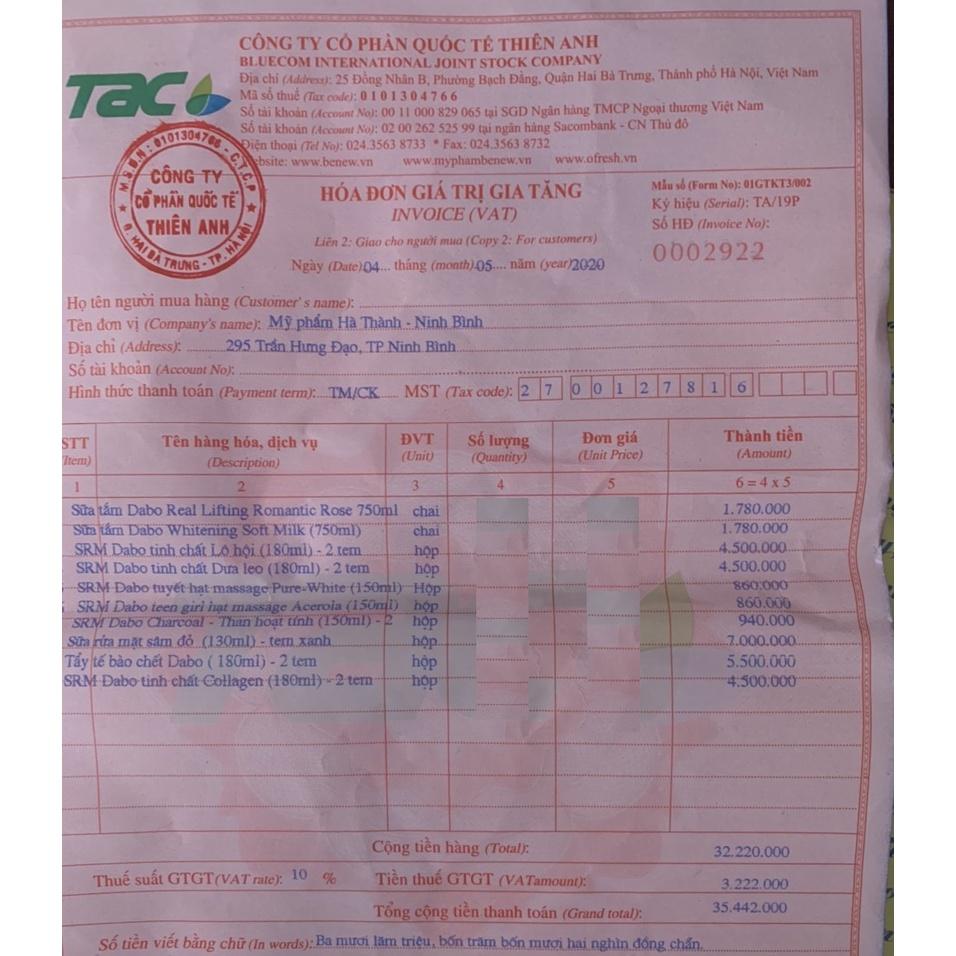 CÔNG TY CỔ PHẦN QUỐC TẾ THIÊN ANH
BLUECOM INTERNATIONAL JOINT STOCK COMPANY
TAC
Địa chỉ (Address): 25 Đồng Nhân B, Phường Bạch Đằng, Quận Hai Bà Trưng, Thành phố Hà Nội, Việt Nam
Mã số thuế (Tax code): 0101304766
Số tài khoản (Account No): 00 11 000 829 065 tại SGD Ngân hàng TMCP Ngoại thương Việt Nam
Số tài khoản (Account No): 02 00 262 525 99 tại ngân hàng Sacombank - CN Thủ đô
Điện thoại (Tel No): 024.3563 8733 * Fax: 024.3563 8732
ebsite: www.benew.vn www.myphambenew.vn www.ofresh.vn
M.S.D.N: 0101304766 - C.T.C.P
CÔNG TY
CỔ PHẦN QUỐC TẾ
THIÊN ANH
Q. HAI BÀ TRƯNG - TP. HÀ NỘI
HÓA ĐƠN GIÁ TRỊ GIA TĂNG
INVOICE (VAT)
Liên 2: Giao cho người mua (Copy 2: For customers)
Ngày (Date) 04 tháng (month) 05 năm (year) 2020
Mẫu số (Form No): 01GTKT3/002
Ký hiệu (Serial): TA/19P
Số HĐ (Invoice No):
0002922
Họ tên người mua hàng (Customer's name):
Tên đơn vị (Company's name): Mỹ phẩm Hà Thành - Ninh Bình
Địa chỉ (Address): 295 Trần Hưng Đạo, TP Ninh Bình
Số tài khoản (Account No):
Hình thức thanh toán (Payment term): TM/CK MST (Tax code): 2 7 0 0 1 2 7 8 1 6
STT Tên hàng hóa, dịch vụ ĐVT Số lượng Đơn giá Thành tiền
(Item) (Description) (Unit) (Quantity) (Unit Price) (Amount)
1 2 3 4 5 6 = 4 x 5
Sữa tắm Dabo Real Lifting Romantic Rose 750ml chai 1.780.000
Sữa tắm Dabo Whitening Soft Milk (750ml) chai 1.780.000
SRM Dabo tinh chất Lô hội (180ml) - 2 tem hộp 4.500.000
SRM Dabo tinh chất Dưa leo (180ml) - 2 tem hộp 4.500.000
SRM Dabo tuyết hạt massage Pure-White (150ml) Hộp 860.000
SRM Dabo teen girl hạt massage Acerola (150ml) hộp 860.000
SRM Dabo Charcoal - Than hoạt tính (150ml) - 2 hộp 940.000
Sữa rửa mặt sâm đỏ (130ml) - tem xanh hộp 7.000.000
Tẩy tế bào chết Dabo ( 180ml) - 2 tem hộp 5.500.000
SRM Dabo tinh chất Collagen (180ml) - 2 tem hộp 4.500.000
Cộng tiền hàng (Total): 32.220.000
Thuế suất GTGT (VAT rate): 10 % Tiền thuế GTGT (VAT amount): 3.222.000
Tổng cộng tiền thanh toán (Grand total): 35.442.000
Số tiền viết bằng chữ (In words): Ba mươi lăm triệu, bốn trăm bốn mươi hai nghìn đồng chẵn.